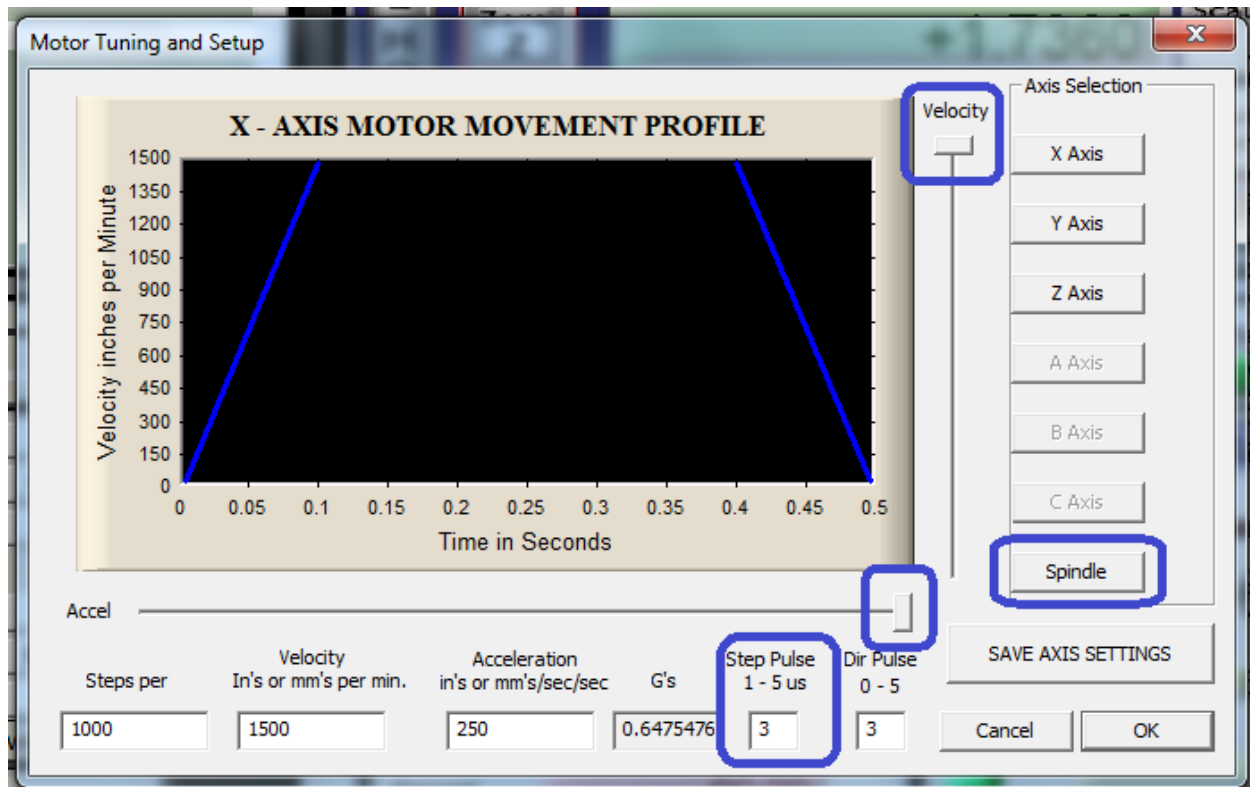 Zero
Scal
Motor Tuning and Setup
Z
+1.7360
X
Axis Selection
Velocity
X - AXIS MOTOR MOVEMENT PROFILE
X Axis
Y Axis
Z Axis
A Axis
B Axis
C Axis
Spindle
Velocity inches per Minute
1500
1350
1200
1050
900
750
600
450
300
150
0
0 0.05 0.1 0.15 0.2 0.25 0.3 0.35 0.4 0.45 0.5
Time in Seconds
Accel
SAVE AXIS SETTINGS
Steps per
Velocity
In's or mm's per min.
Acceleration
in's or mm's/sec/sec
G's
Step Pulse
1 - 5 us
Dir Pulse
0 - 5
1000 1500 250 0.6475476 3 3
Cancel OK